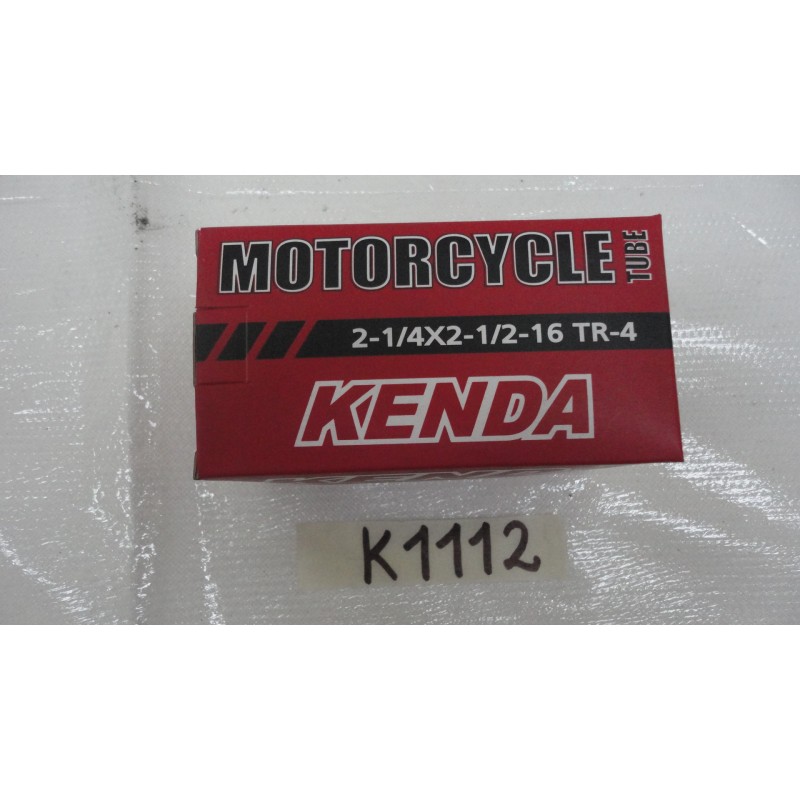 MOTORCYCLE TUBE
2-1/4X2-1/2-16 TR-4
KENDA
K1112